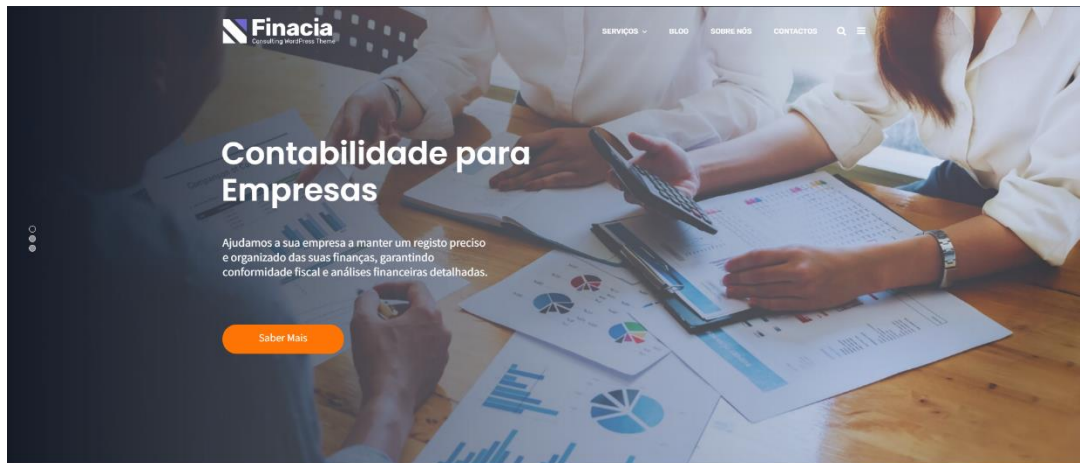 Finacia
Consulting WordPress Theme
SERVIÇOS
BLOG
SOBRE NÓS
CONTACTOS
Contabilidade para
Empresas
Ajudamos a sua empresa a manter um registo preciso
e organizado das suas finanças, garantindo
conformidade fiscal e análises financeiras detalhadas.
Saber Mais